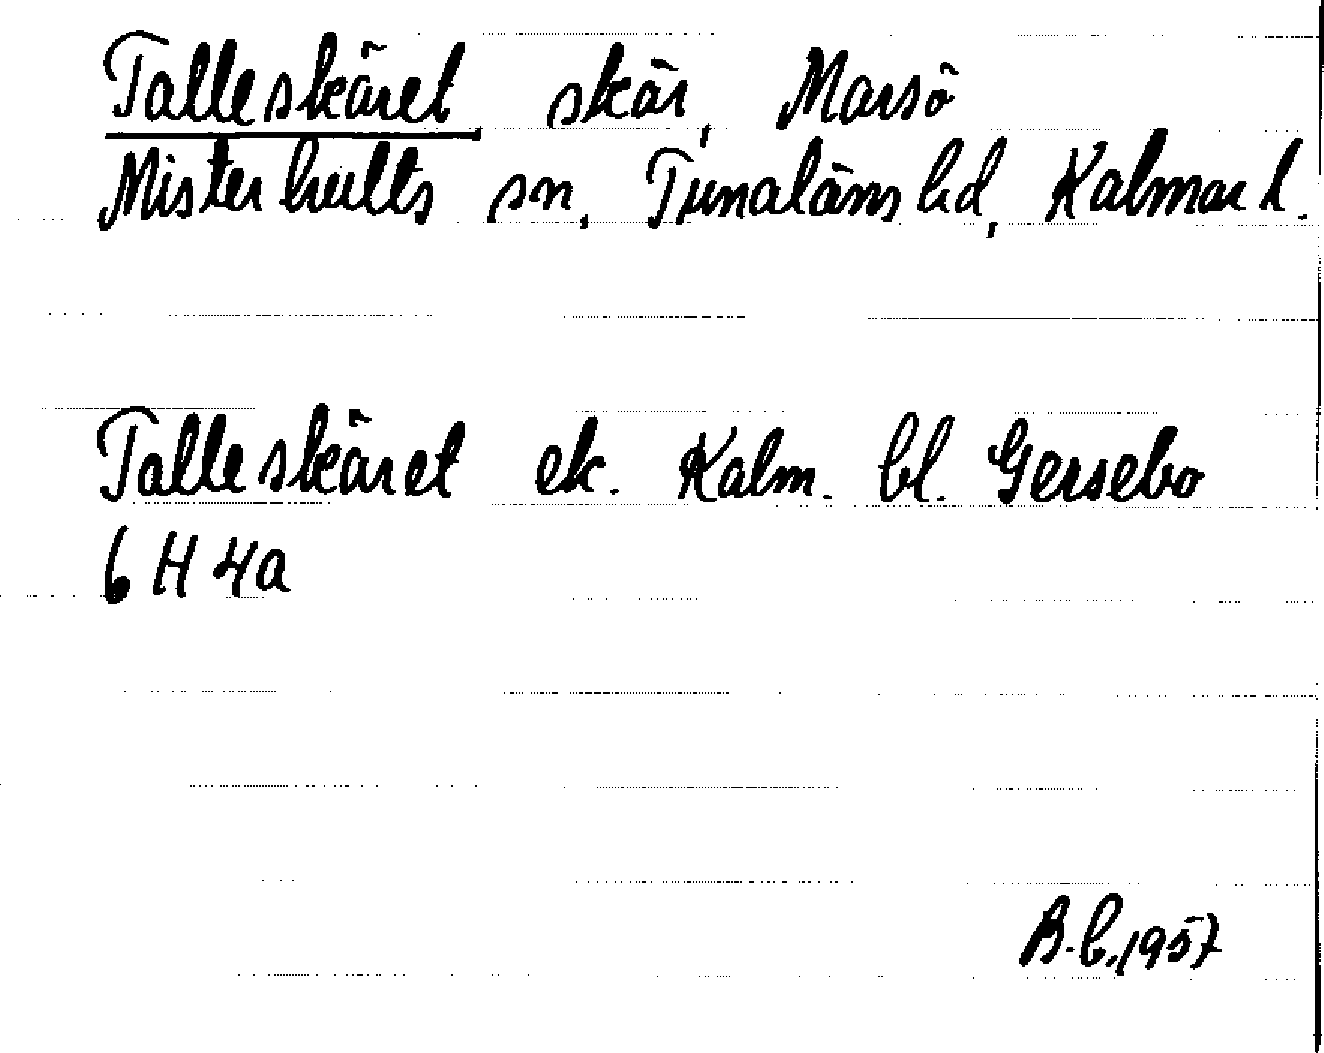 Talleskäret skär, Marsö
Misterhults sn, Tunaläns hd, Kalmar l.
Talleskäret ek. Kalm. bl. Gersebo
6 H 4a
B.C.,1957